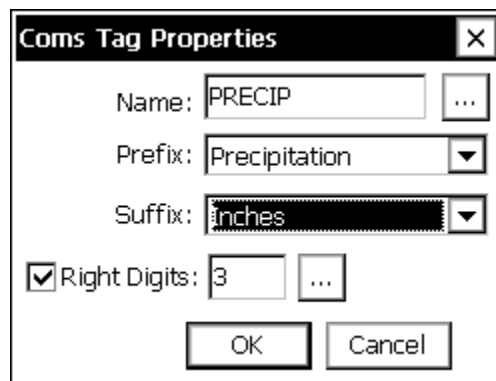 Coms Tag Properties
Name: PRECIP ...
Prefix: Precipitation
Suffix: Inches
Right Digits: 3 ...
OK Cancel